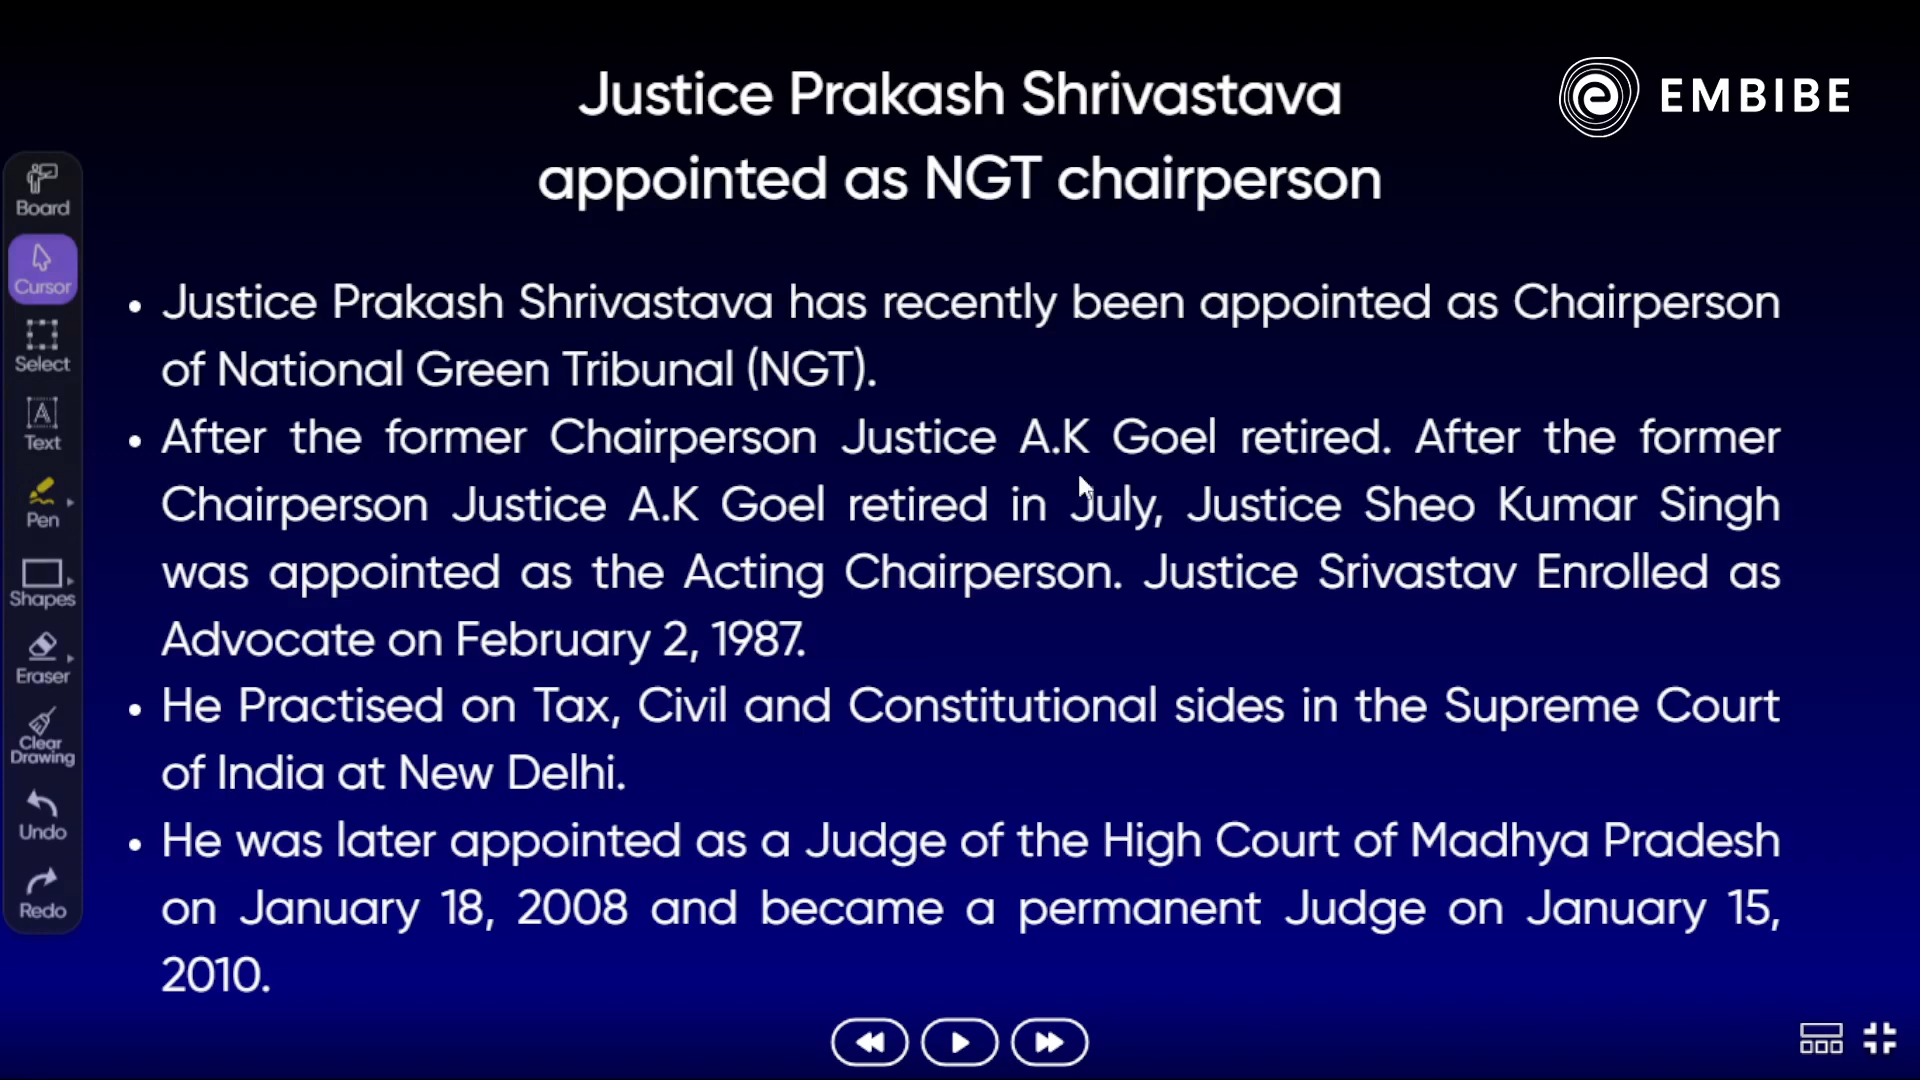 Justice Prakash Shrivastava
appointed as NGT chairperson
EMBIBE
Board
Cursor
Select
Text
Pen
Shapes
Eraser
Clear
Drawing
Undo
Redo
• Justice Prakash Shrivastava has recently been appointed as Chairperson
of National Green Tribunal (NGT).
• After the former Chairperson Justice A.K Goel retired. After the former
Chairperson Justice A.K Goel retired in July, Justice Sheo Kumar Singh
was appointed as the Acting Chairperson. Justice Srivastav Enrolled as
Advocate on February 2, 1987.
• He Practised on Tax, Civil and Constitutional sides in the Supreme Court
of India at New Delhi.
• He was later appointed as a Judge of the High Court of Madhya Pradesh
on January 18, 2008 and became a permanent Judge on January 15,
2010.